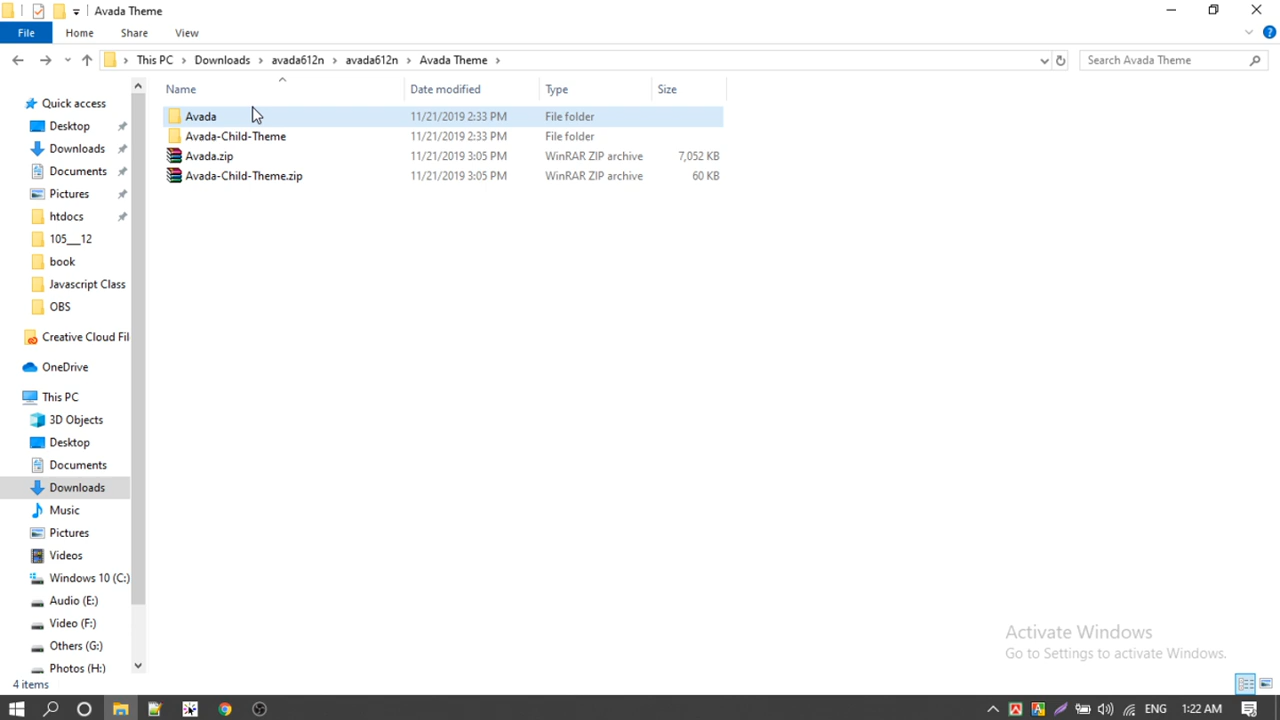 Avada Theme
File Home Share View
This PC Downloads avada612n avada612n Avada Theme Search Avada Theme
Name Date modified Type Size
Quick access
Desktop
Downloads
Documents
Pictures
htdocs
105__12
book
Javascript Class
OBS
Creative Cloud Fil
OneDrive
This PC
3D Objects
Desktop
Documents
Downloads
Music
Pictures
Videos
Windows 10 (C:)
Audio (E:)
Video (F:)
Others (G:)
Photos (H:)
Avada 11/21/2019 2:33 PM File folder
Avada-Child-Theme 11/21/2019 2:33 PM File folder
Avada.zip 11/21/2019 3:05 PM WinRAR ZIP archive 7,052 KB
Avada-Child-Theme.zip 11/21/2019 3:05 PM WinRAR ZIP archive 60 KB
Activate Windows
Go to Settings to activate Windows.
4 items
ENG 1:22 AM